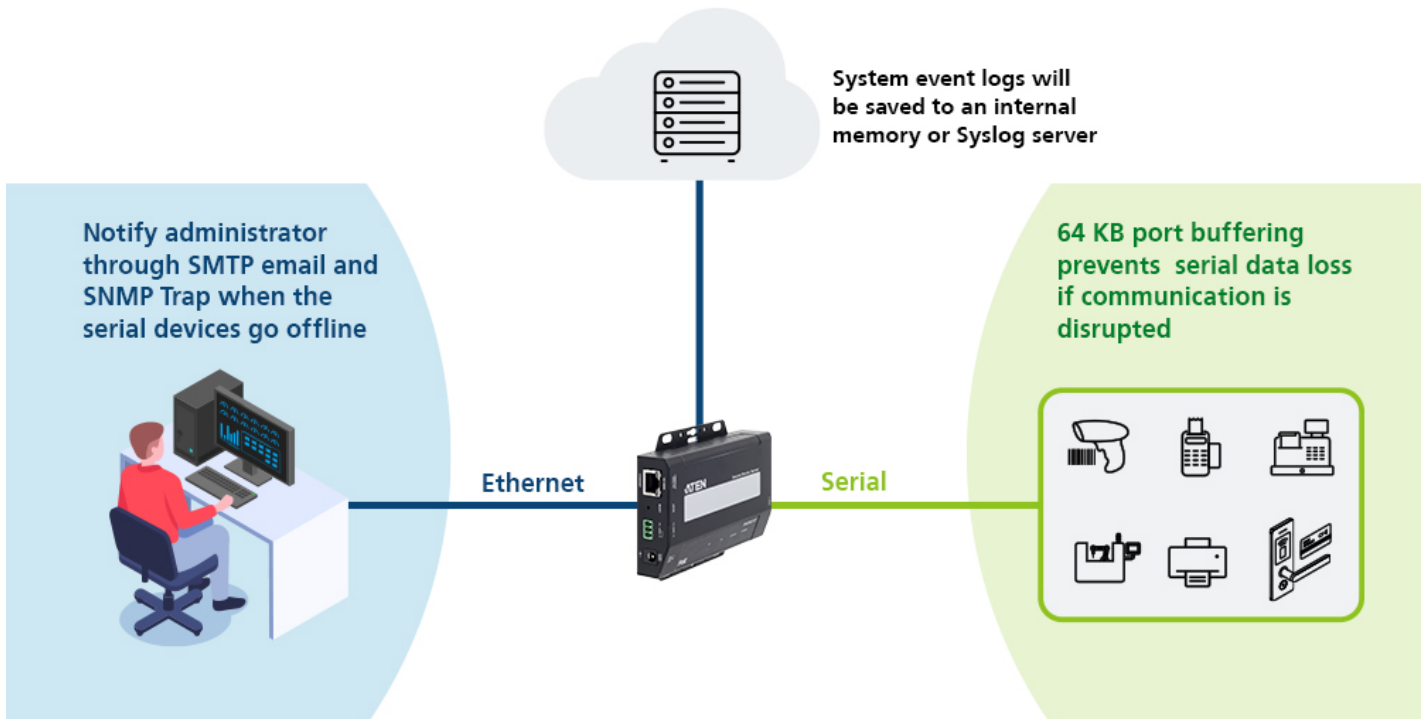 System event logs will
be saved to an internal
memory or Syslog server
Notify administrator
through SMTP email and
SNMP Trap when the
serial devices go offline
64 KB port buffering
prevents serial data loss
if communication is
disrupted
Ethernet
Serial
ATEN